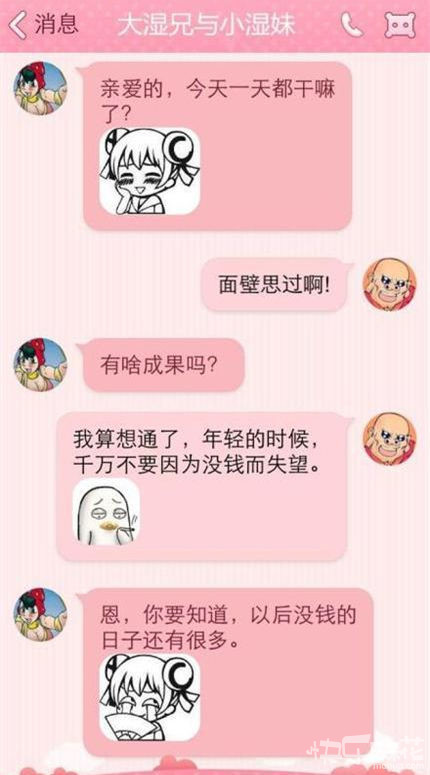 消息
大湿兄与小湿妹
亲爱的，今天一天都干嘛
了？
面壁思过啊!
有啥成果吗？
我算想通了，年轻的时候，
千万不要因为没钱而失望。
恩，你要知道，以后没钱的
日子还有很多。